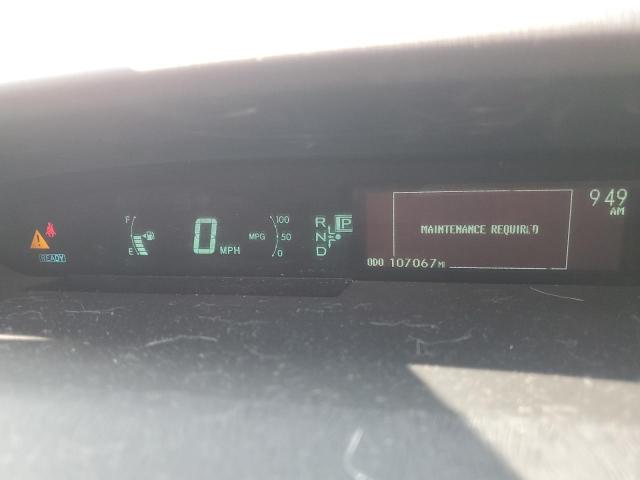 9:49
AM
F
E
0 MPH
MPG
100
50
0
R
N
D
P
MAINTENANCE REQUIRED
READY
ODO 107067 MI